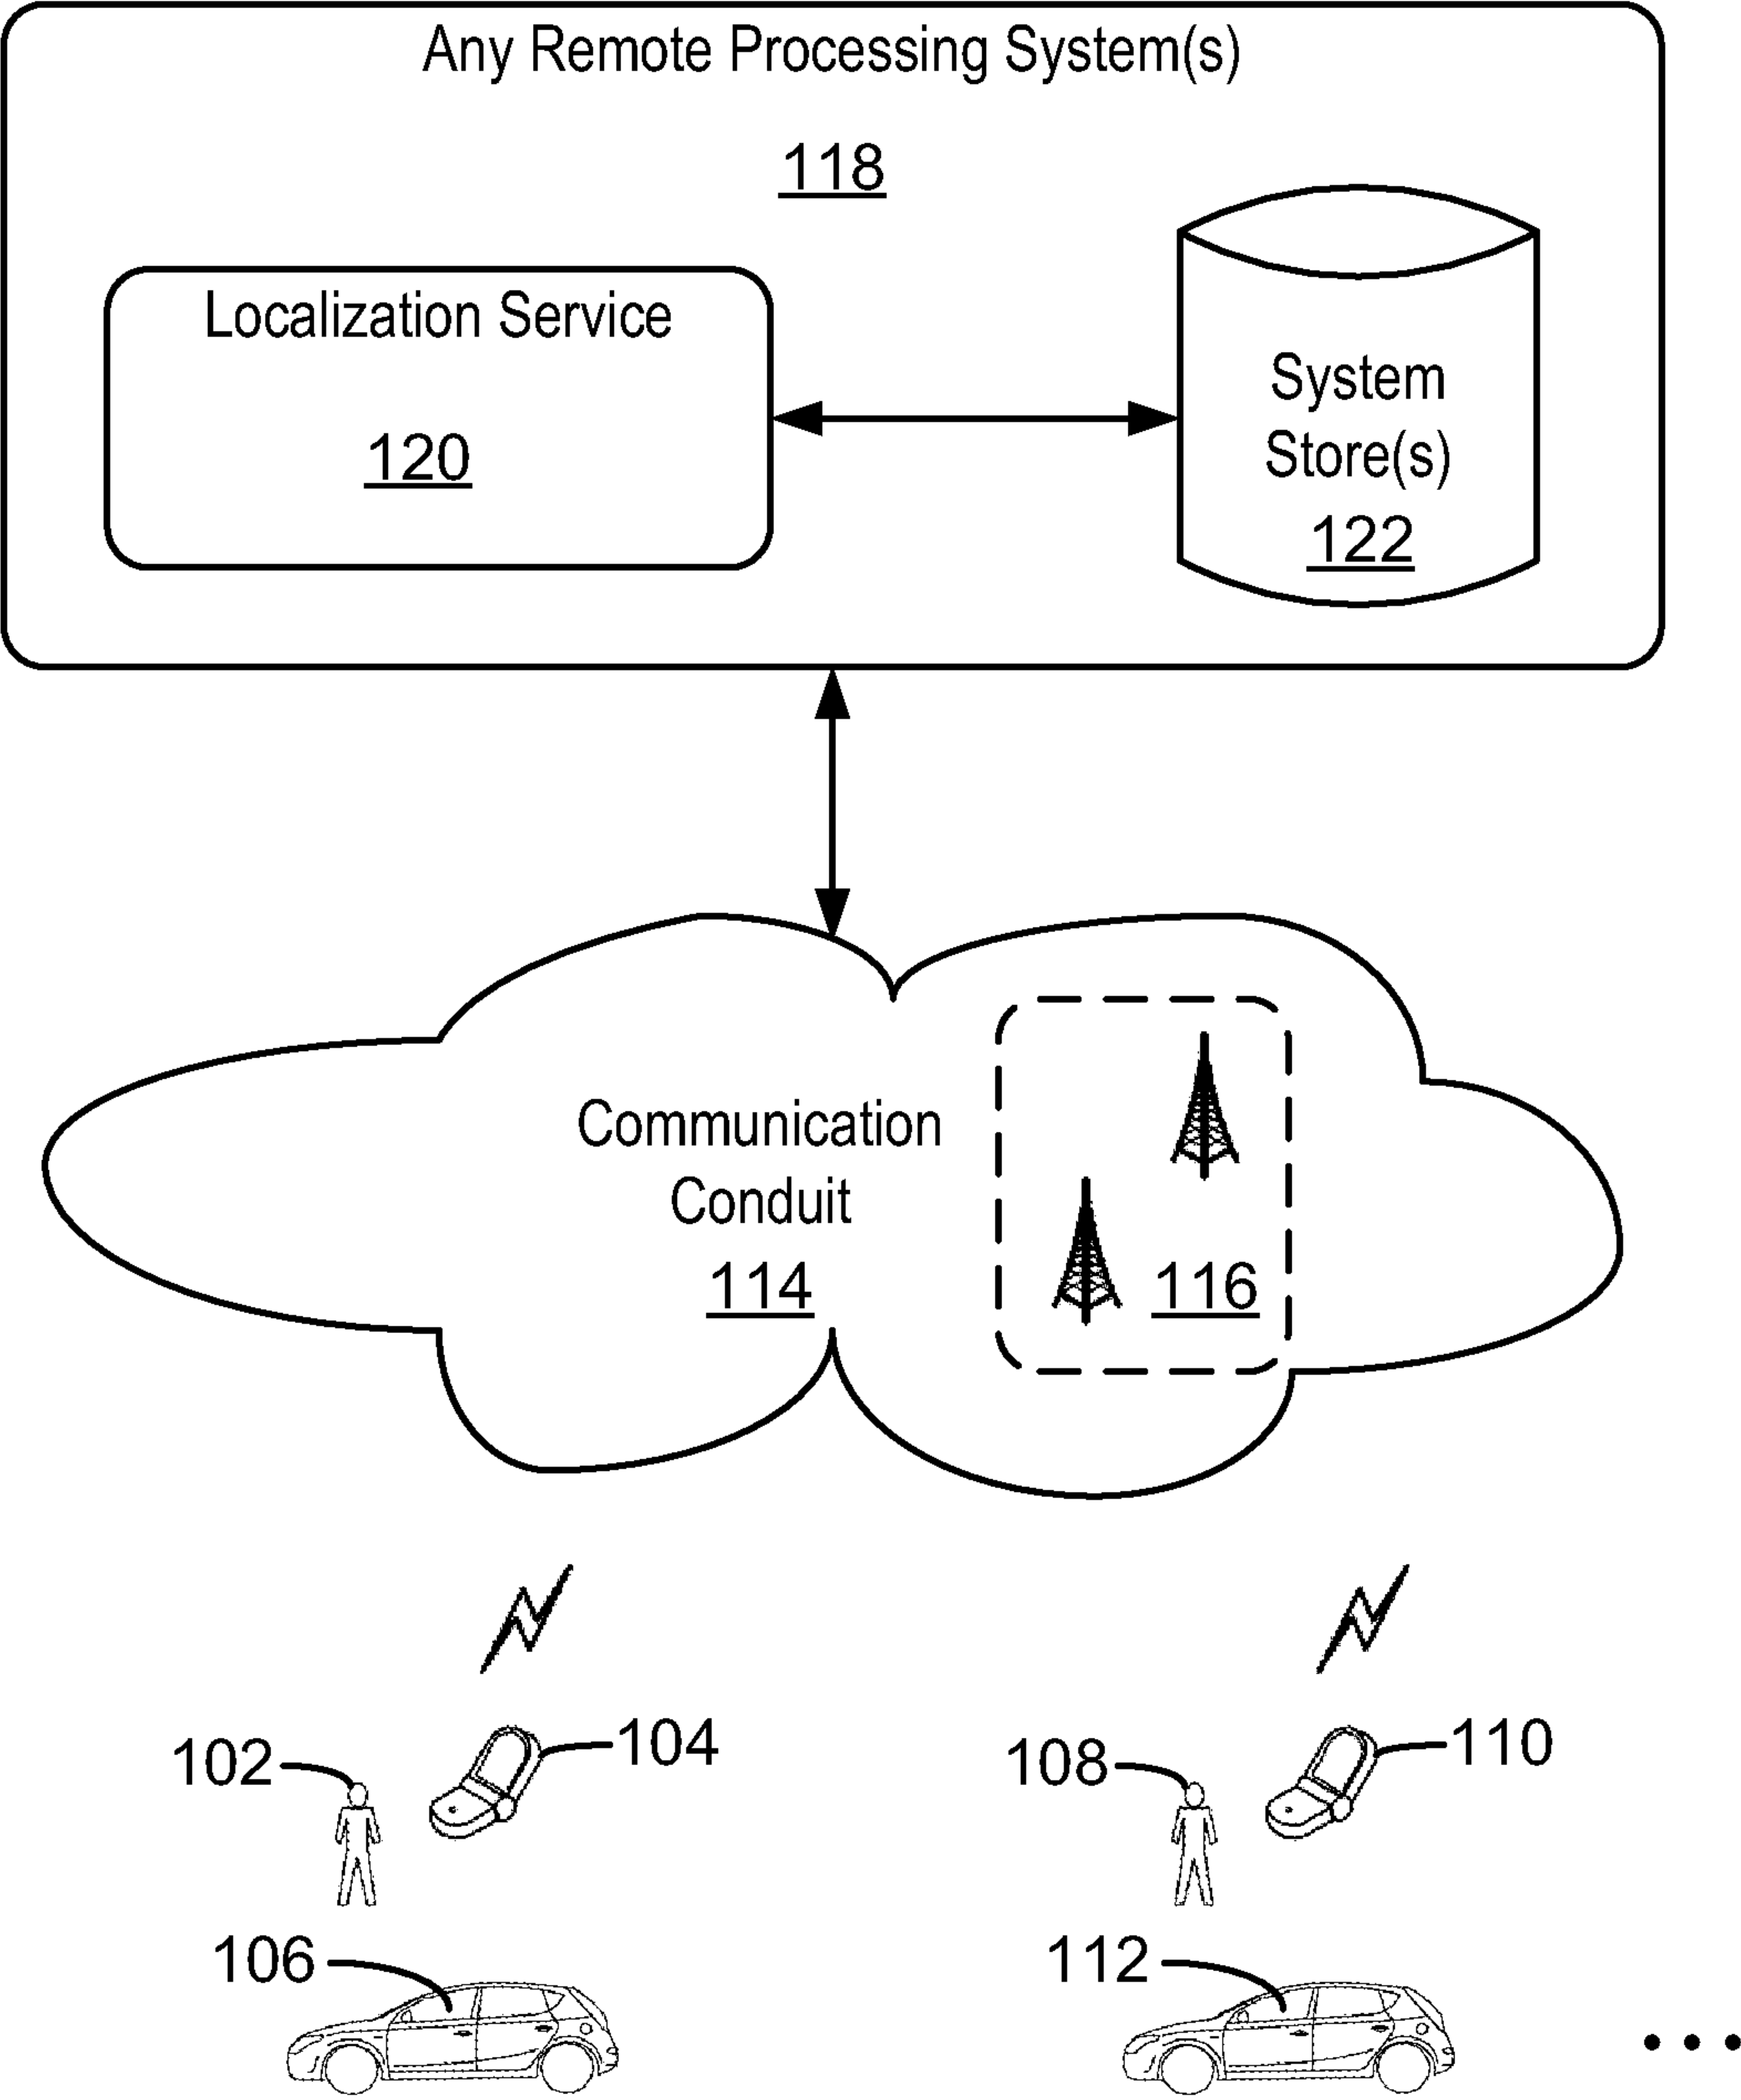 Any Remote Processing System(s)
118
Localization Service
120
System
Store(s)
122
Communication
Conduit
114
116
102
104
108
110
106
112
...